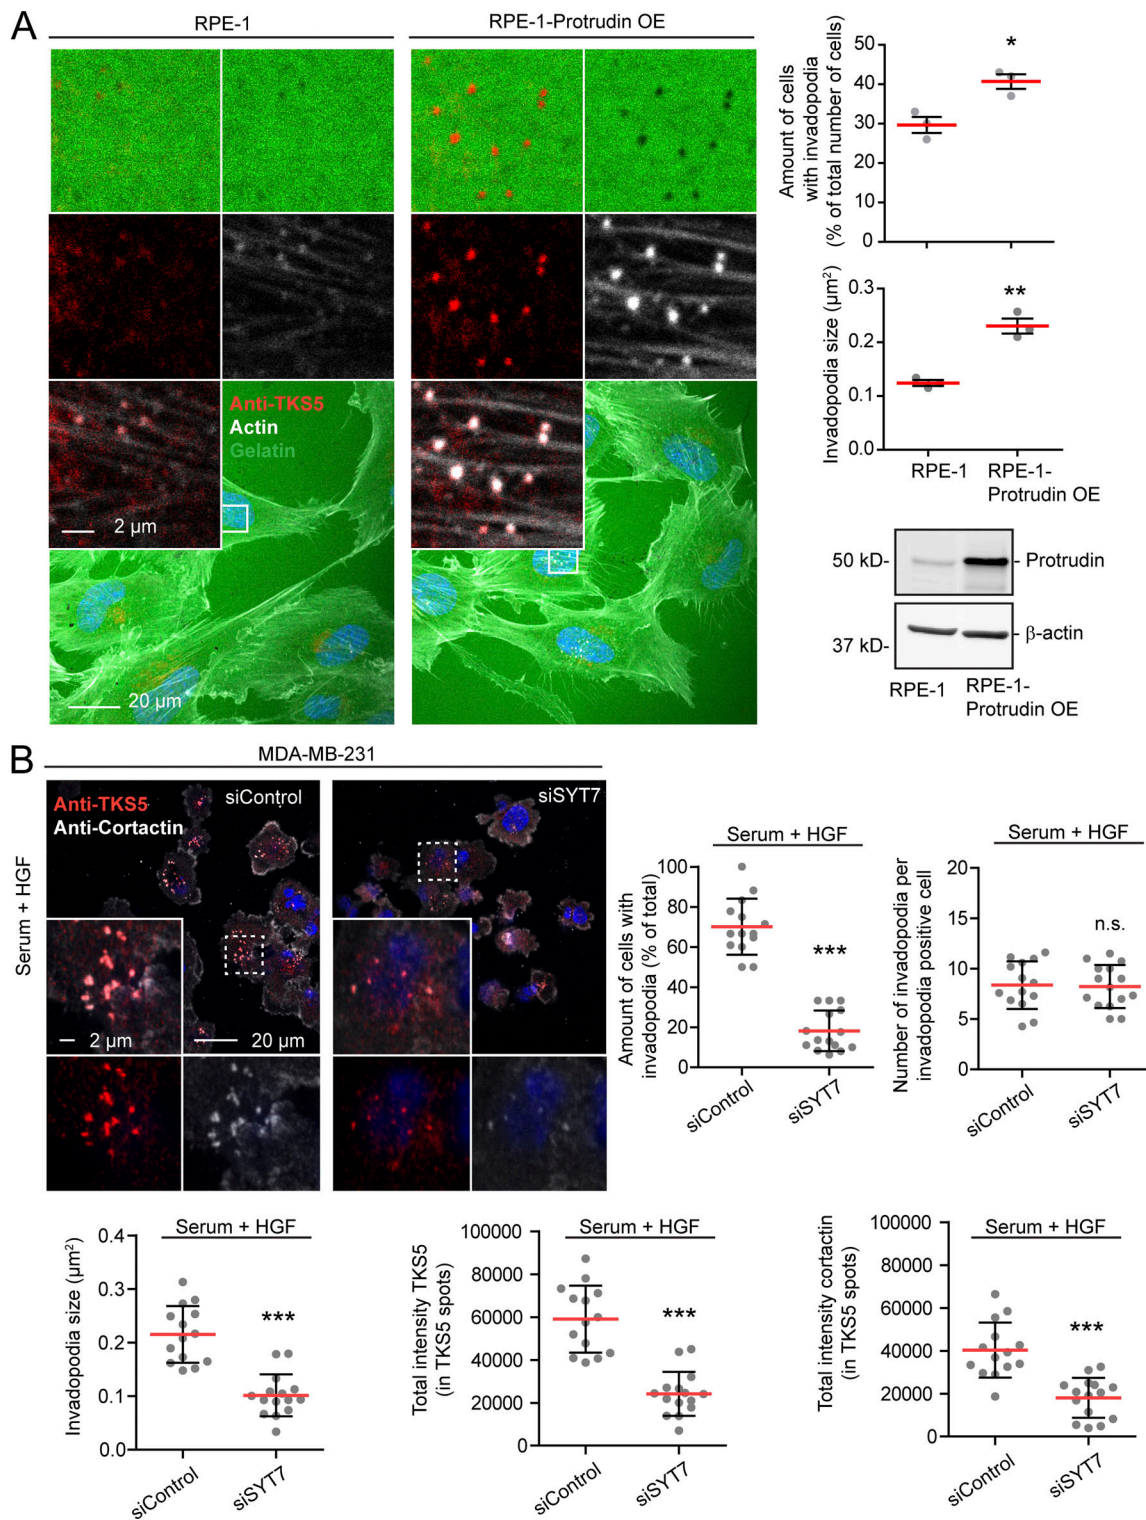 A
RPE-1
RPE-1-Protrudin OE
Anti-TKS5
Actin
Gelatin
2 µm
20 µm
Amount of cells
with invadopodia
(% of total number of cells)
50
40
30
20
10
0
*
Invadopodia size (µm²)
0.3
0.2
0.1
0.0
**
RPE-1
RPE-1-
Protrudin OE
50 kD-
- Protrudin
37 kD-
-β-actin
RPE-1
RPE-1-
Protrudin OE
B
MDA-MB-231
Serum + HGF
Anti-TKS5
Anti-Cortactin
siControl
siSYT7
2 µm
20 µm
Serum + HGF
Amount of cells with
invadopodia (% of total)
100
80
60
40
20
0
***
siControl
siSYT7
Serum + HGF
Number of invadopodia per
invadopodia positive cell
20
15
10
5
0
n.s.
siControl
siSYT7
Serum + HGF
Invadopodia size (µm²)
0.4
0.3
0.2
0.1
0.0
***
siControl
siSYT7
Serum + HGF
Total intensity TKS5
(in TKS5 spots)
100000
80000
60000
40000
20000
0
***
siControl
siSYT7
Serum + HGF
Total intensity cortactin
(in TKS5 spots)
100000
80000
60000
40000
20000
0
***
siControl
siSYT7